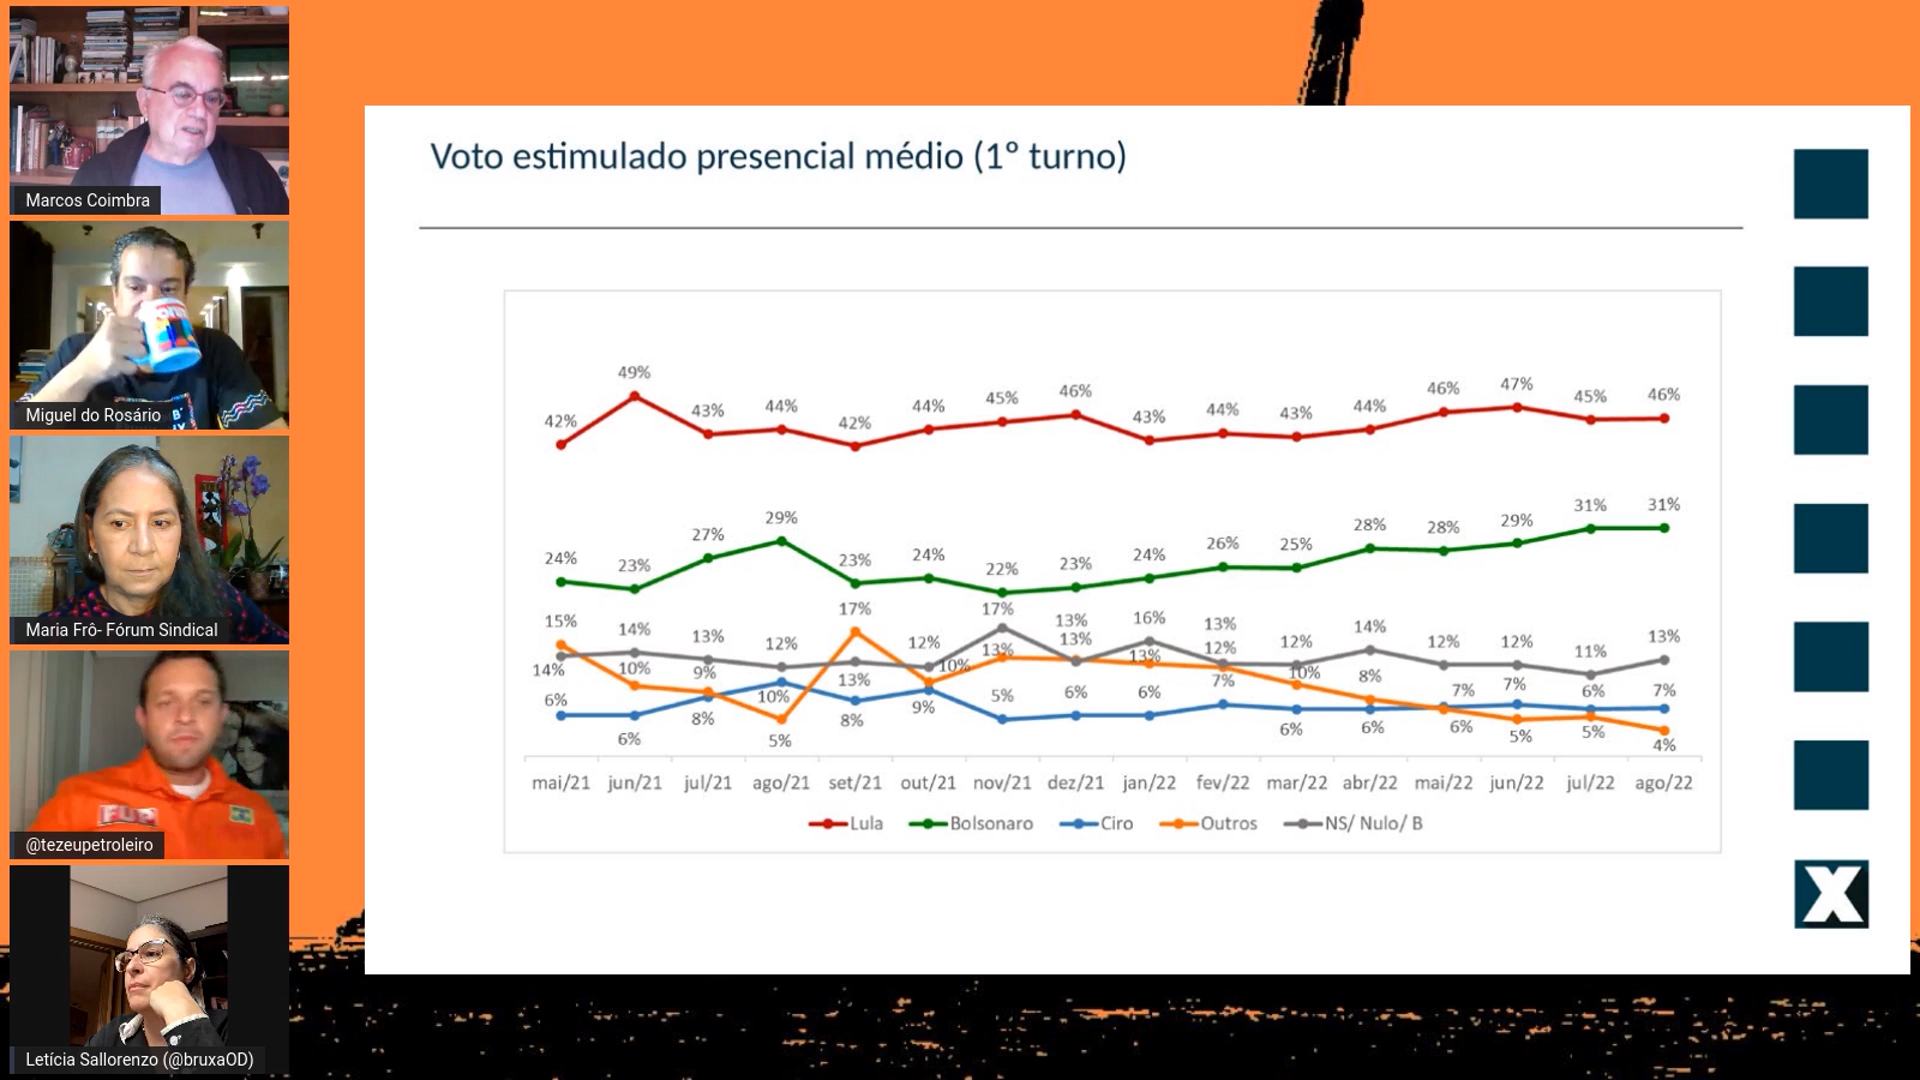 Marcos Coimbra
Miguel do Rosário
Maria Frô- Fórum Sindical
FUP
@tezeupetroleiro
Letícia Sallorenzo (@bruxaOD)
Voto estimulado presencial médio (1º turno)
42% 49% 43% 44% 42% 44% 45% 46% 43% 44% 43% 44% 46% 47% 45% 46%
24% 23% 27% 29% 23% 24% 22% 23% 24% 26% 25% 28% 28% 29% 31% 31%
15% 14% 13% 12% 17% 12% 17% 13% 16% 13% 12% 14% 12% 12% 11% 13%
14% 10% 9% 10% 13% 10% 13% 13% 13% 12% 10% 8% 7% 7% 6% 7%
6% 6% 8% 5% 8% 9% 5% 6% 6% 7% 6% 6% 6% 5% 5% 4%
mai/21 jun/21 jul/21 ago/21 set/21 out/21 nov/21 dez/21 jan/22 fev/22 mar/22 abr/22 mai/22 jun/22 jul/22 ago/22
Lula Bolsonaro Ciro Outros NS/ Nulo/ B
X